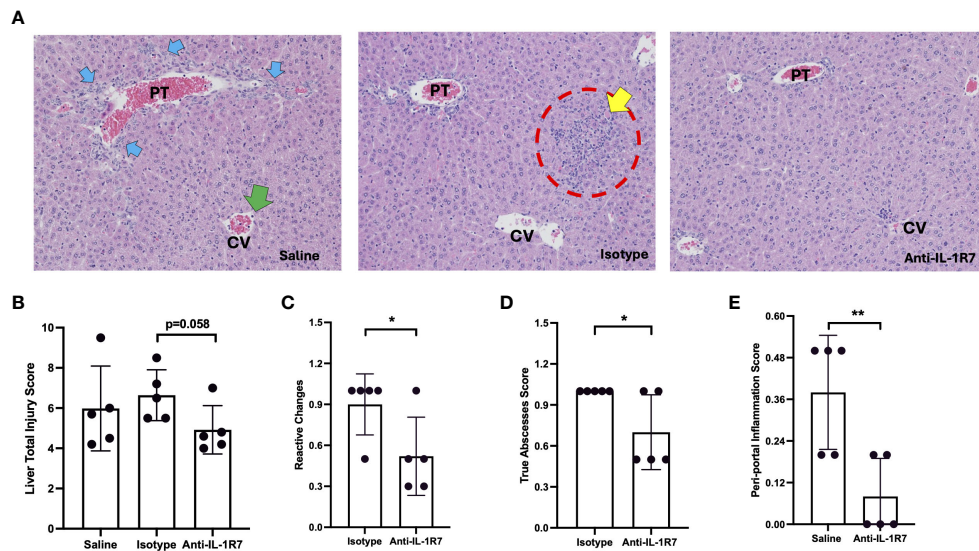 A
PT
CV
Saline
PT
CV
Isotype
PT
CV
Anti-IL-1R7
B
Liver Total Injury Score
10
8
6
4
2
0
p=0.058
Saline Isotype Anti-IL-1R7
C
Reactive Changes
1.5
1.2
0.9
0.6
0.3
0.0
*
Isotype Anti-IL-1R7
D
True Abscesses Score
1.5
1.2
0.9
0.6
0.3
0.0
*
Isotype Anti-IL-1R7
E
Peri-portal Inflammation Score
0.60
0.48
0.36
0.24
0.12
0.00
**
Saline Anti-IL-1R7